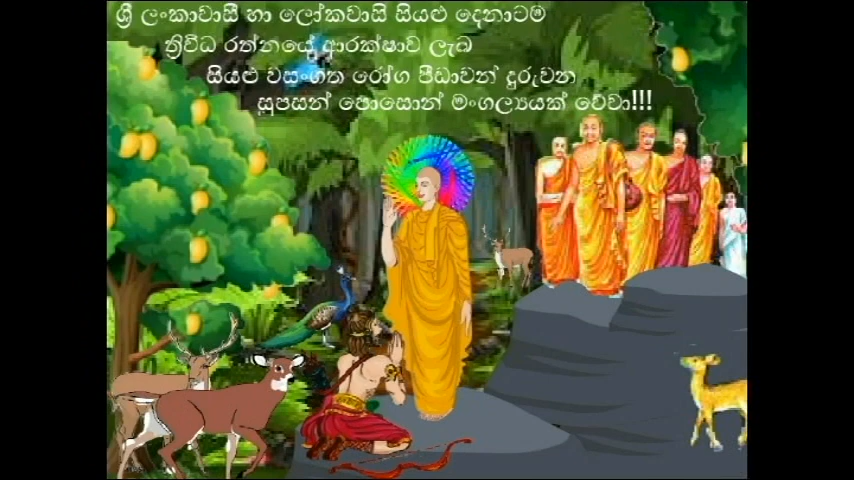 ශ්‍රී ලංකාවාසී හා ලෝකවාසි සියළු දෙනාටම
ත්‍රිවිධ රත්නයේ ආරක්ෂාව ලැබ
සියළු වසංගත රෝග පීඩාවන් දුරුවන
සුපසන් පොසොන් මංගල්‍යයක් වේවා!!!